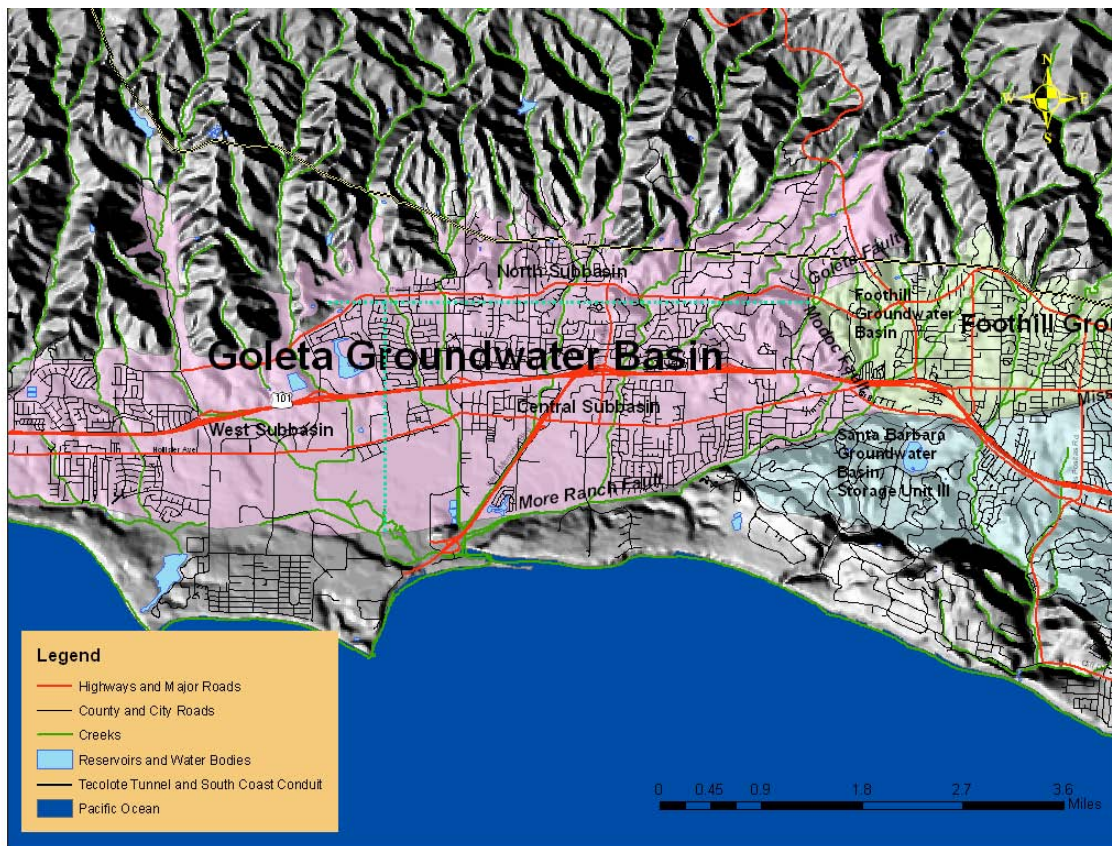 N
W E
S
North Subbasin
Goleta Fault
Foothill
Groundwater
Basin
Foothill Gro
Modoc Fault
Goleta Groundwater Basin
101
Central Subbasin
West Subbasin
Hollister Ave
Santa Barbara
Groundwater
Basin,
Storage Unit III
More Ranch Fault
Legend
Highways and Major Roads
County and City Roads
Creeks
Reservoirs and Water Bodies
Tecolote Tunnel and South Coast Conduit
Pacific Ocean
0 0.45 0.9 1.8 2.7 3.6
Miles